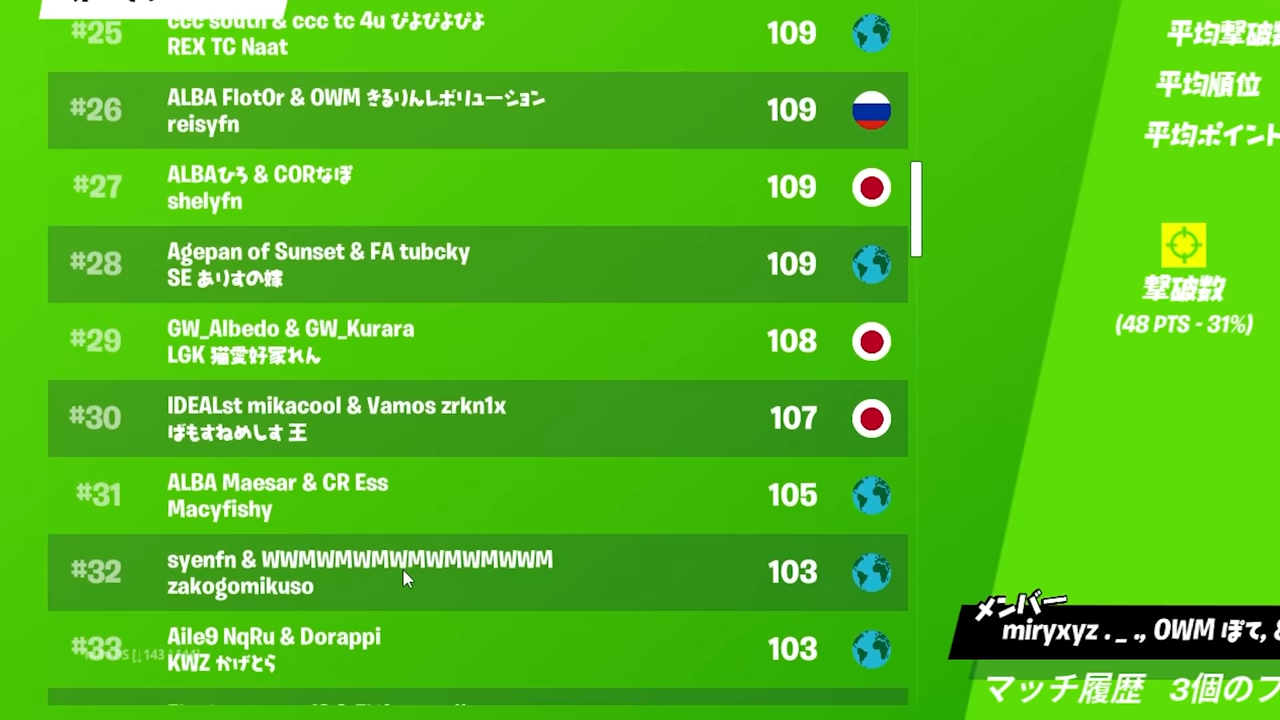 #25 ccc south & ccc tc 4u ぴよぴよぴよ 109
REX TC Naat
#26 ALBA FlotOr & OWM きるりんレボリューション 109
reisyfn
#27 ALBAひろ & CORなぽ 109
shelyfn
#28 Agepan of Sunset & FA tubcky 109
SE ありすの嫁
#29 GW_Albedo & GW_Kurara 108
LGK 猫愛好家れん
#30 IDEALst mikacool & Vamos zrkn1x 107
ばもすねめしす 王
#31 ALBA Maesar & CR Ess 105
Macyfishy
#32 syenfn & WWMWMWMWMWMWMWWM 103
zakogomikuso
#33 Aile9 NqRu & Dorappi 103
KWZ かげとら
平均撃破数
平均順位
平均ポイント
撃破数
(48 PTS - 31%)
メンバー
miryxyz . _ ., OWM ぽて,
マッチ履歴 3個のフ